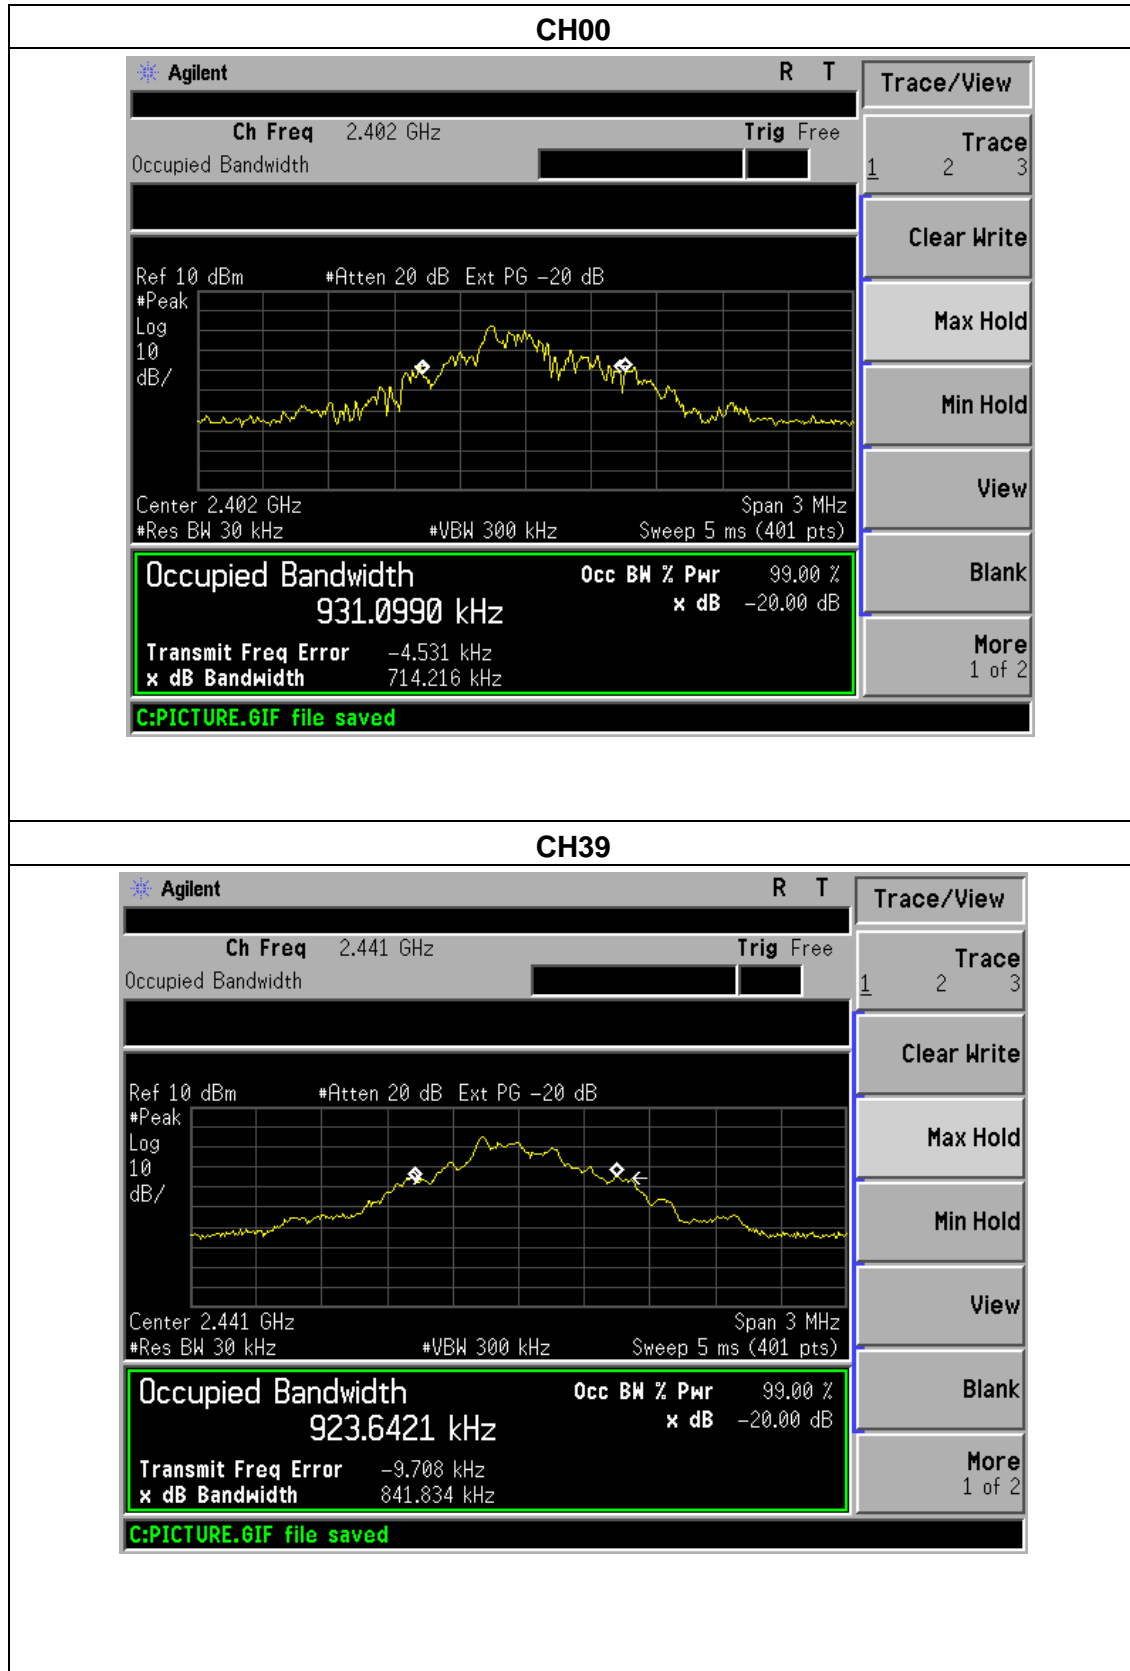 CH00
Agilent
R T
Trace/View
Ch Freq 2.402 GHz
Trig Free
Occupied Bandwidth
Trace
1 2 3
Clear Write
Ref 10 dBm #Atten 20 dB Ext PG -20 dB
#Peak
Log
10
dB/
Max Hold
Min Hold
View
Center 2.402 GHz Span 3 MHz
#Res BW 30 kHz #VBW 300 kHz Sweep 5 ms (401 pts)
Occupied Bandwidth
931.0990 kHz
Occ BW % Pwr 99.00 %
x dB -20.00 dB
Blank
Transmit Freq Error -4.531 kHz
x dB Bandwidth 714.216 kHz
More
1 of 2
C:PICTURE.GIF file saved
CH39
Agilent
R T
Trace/View
Ch Freq 2.441 GHz
Trig Free
Occupied Bandwidth
Trace
1 2 3
Clear Write
Ref 10 dBm #Atten 20 dB Ext PG -20 dB
#Peak
Log
10
dB/
Max Hold
Min Hold
View
Center 2.441 GHz Span 3 MHz
#Res BW 30 kHz #VBW 300 kHz Sweep 5 ms (401 pts)
Occupied Bandwidth
923.6421 kHz
Occ BW % Pwr 99.00 %
x dB -20.00 dB
Blank
Transmit Freq Error -9.708 kHz
x dB Bandwidth 841.834 kHz
More
1 of 2
C:PICTURE.GIF file saved